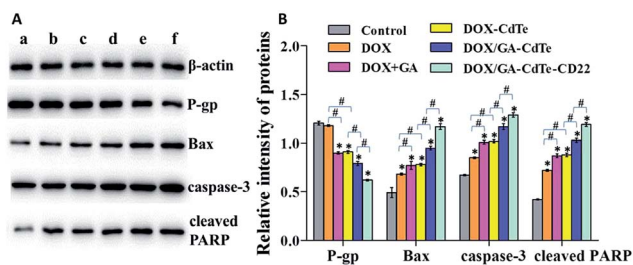 A
a b c d e f
β-actin
P-gp
Bax
caspase-3
cleaved
PARP
B
Control
DOX
DOX+GA
DOX-CdTe
DOX/GA-CdTe
DOX/GA-CdTe-CD22
Relative intensity of proteins
2.0
1.5
1.0
0.5
0.0
# # # #
# # # #
# # # #
# # # #
* * * *
* * * * *
* * * * *
* * * * *
P-gp Bax caspase-3 cleaved PARP